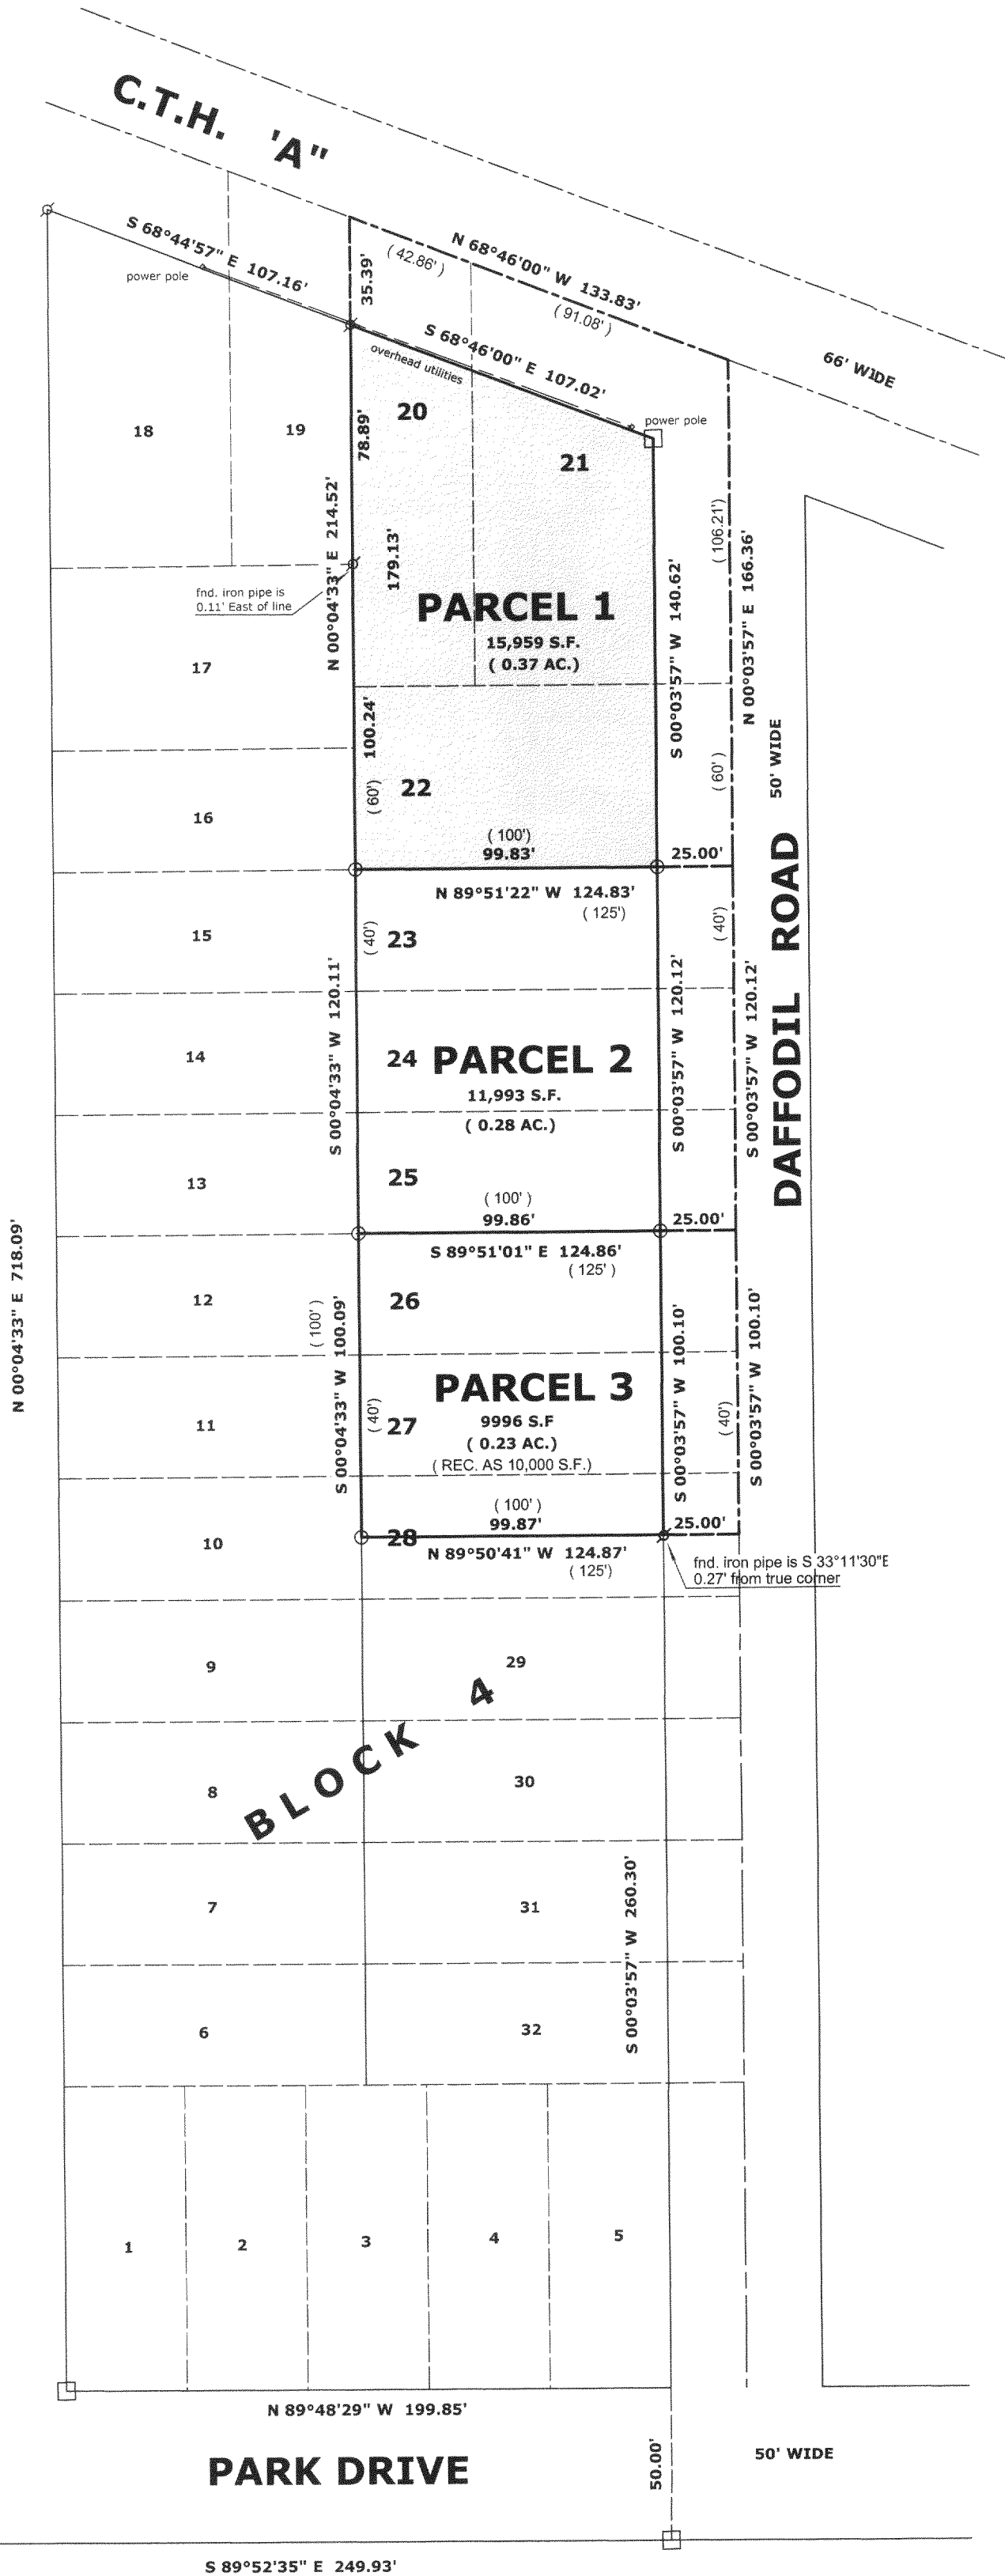 C.T.H. 'A"
S 68°44'57" E 107.16'
power pole
35.39'
( 42.86')
N 68°46'00" W 133.83'
( 91.08')
66' WIDE
S 68°46'00" E 107.02'
overhead utilities
power pole
18
19
20
21
78.89'
N 00°04'33" E 214.52'
179.13'
fnd. iron pipe is
0.11' East of line
PARCEL 1
15,959 S.F.
( 0.37 AC.)
S 00°03'57" W 140.62'
( 106.21')
N 00°03'57" E 166.36'
17
100.24'
( 60')
22
( 60')
50' WIDE
16
( 100')
99.83'
25.00'
N 89°51'22" W 124.83'
( 125')
DAFFODIL ROAD
15
( 40')
23
( 40')
S 00°04'33" W 120.11'
S 00°03'57" W 120.12'
S 00°03'57" W 120.12'
14
24
PARCEL 2
11,993 S.F.
( 0.28 AC.)
13
25
( 100' )
99.86'
25.00'
S 89°51'01" E 124.86'
( 125' )
N 00°04'33" E 718.09'
12
( 100' )
26
S 00°04'33" W 100.09'
S 00°03'57" W 100.10'
S 00°03'57" W 100.10'
PARCEL 3
9996 S.F
( 0.23 AC.)
( REC. AS 10,000 S.F.)
11
( 40')
27
( 40')
( 100' )
99.87'
25.00'
10
28
N 89°50'41" W 124.87'
( 125')
fnd. iron pipe is S 33°11'30"E
0.27' from true corner
9
29
BLOCK 4
8
30
7
31
S 00°03'57" W 260.30'
6
32
1
2
3
4
5
N 89°48'29" W 199.85'
PARK DRIVE
50.00'
50' WIDE
S 89°52'35" E 249.93'